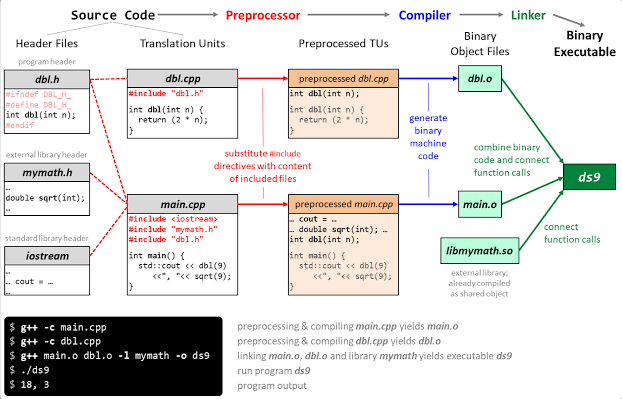 Source Code
Preprocessor
Compiler
Linker
Binary
Executable
Header Files
Translation Units
Preprocessed TUs
Binary
Object Files
program header
dbl.h
#ifndef DBL_H_
#define DBL_H_
int dbl(int n);
#endif
external library header
mymath.h
…
double sqrt(int);
…
standard library header
iostream
…
… cout = …
…
dbl.cpp
#include "dbl.h"
int dbl(int n) {
return (2 * n);
}
main.cpp
#include <iostream>
#include "mymath.h"
#include "dbl.h"
int main() {
std::cout << dbl(9)
<<", "<< sqrt(9);
}
substitute #include
directives with content
of included files
preprocessed dbl.cpp
int dbl(int n);
int dbl(int n) {
return (2 * n);
}
preprocessed main.cpp
… cout = …
… double sqrt(int); …
int dbl(int n);
int main() {
std::cout << dbl(9)
<<", "<< sqrt(9);
}
generate
binary
machine
code
dbl.o
main.o
libmymath.so
external library;
already compiled
as shared object
combine binary
code and connect
function calls
connect
function calls
ds9
$ g++ -c main.cpp
$ g++ -c dbl.cpp
$ g++ main.o dbl.o -l mymath -o ds9
$ ./ds9
$ 18, 3
preprocessing & compiling main.cpp yields main.o
preprocessing & compiling dbl.cpp yields dbl.o
linking main.o, dbl.o and library mymath yields executable ds9
run program ds9
program output